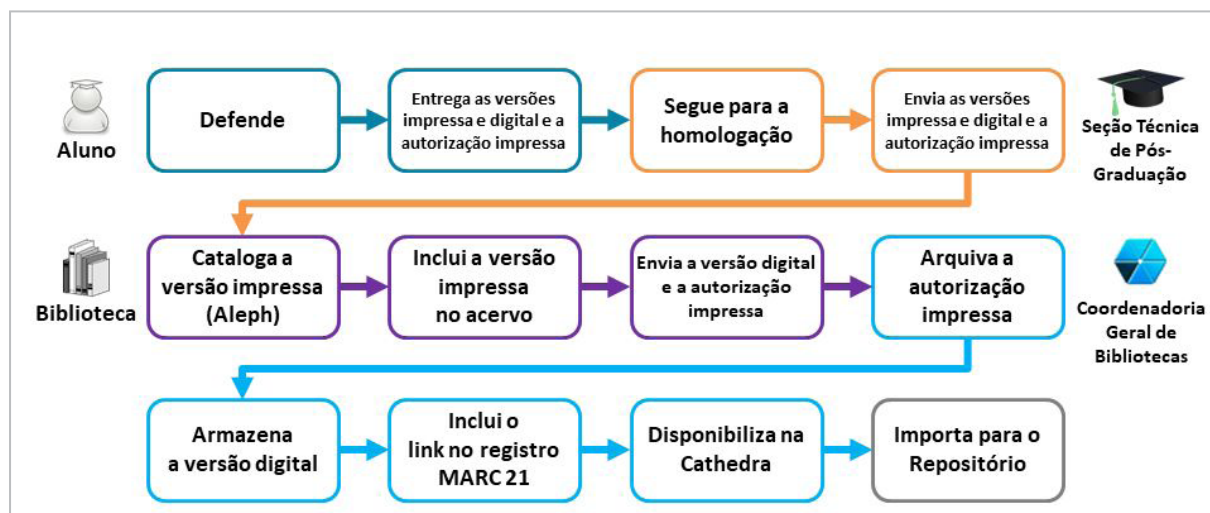 Aluno
Defende
Entrega as versões
impressa e digital e a
autorização impressa
Segue para a
homologação
Envia as versões
impressa e digital e a
autorização impressa
Seção Técnica
de Pós-
Graduação
Biblioteca
Cataloga a
versão impressa
(Aleph)
Inclui a versão
impressa
no acervo
Envia a versão digital
e a autorização
impressa
Arquiva a
autorização
impressa
Coordenadoria
Geral de
Bibliotecas
Armazena
a versão digital
Inclui o
link no registro
MARC 21
Disponibiliza na
Cathedra
Importa para o
Repositório